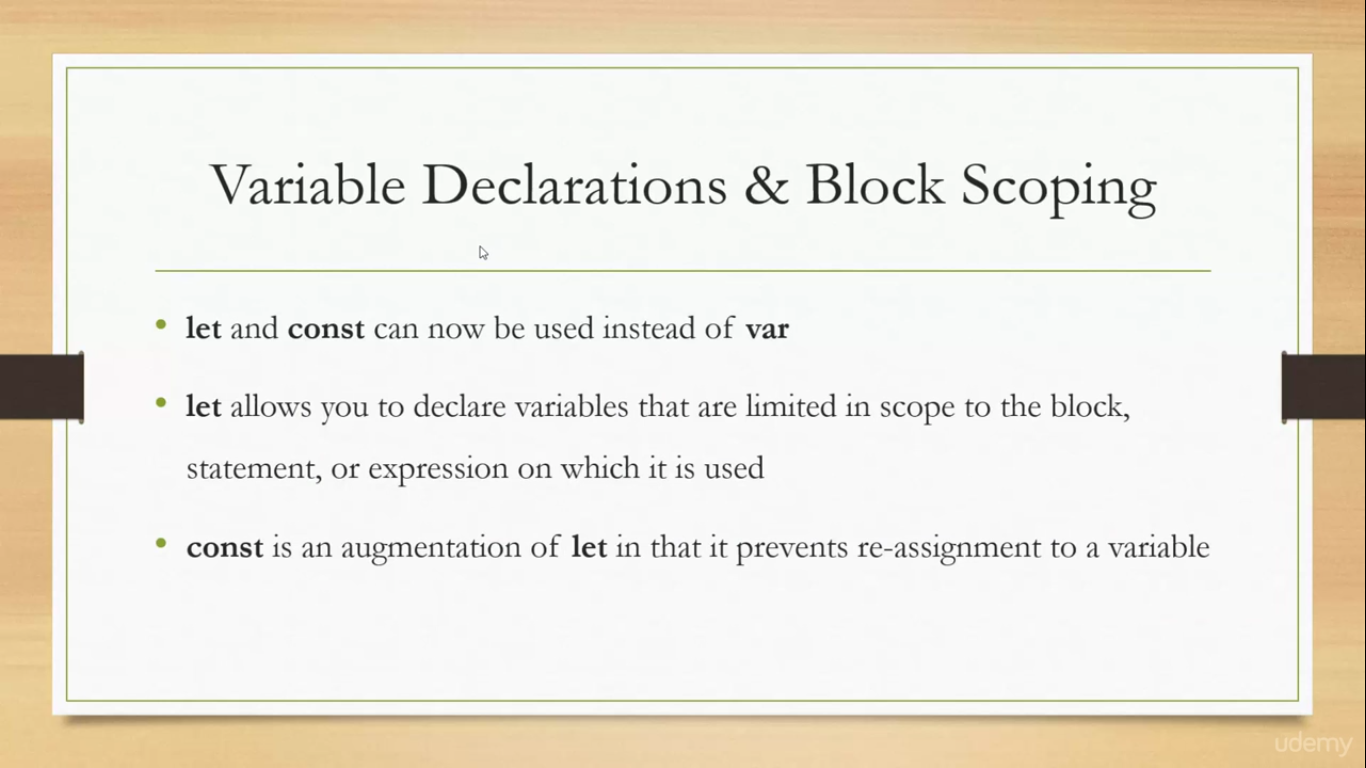 Variable Declarations & Block Scoping
• let and const can now be used instead of var
• let allows you to declare variables that are limited in scope to the block,
statement, or expression on which it is used
• const is an augmentation of let in that it prevents re-assignment to a variable
udemy